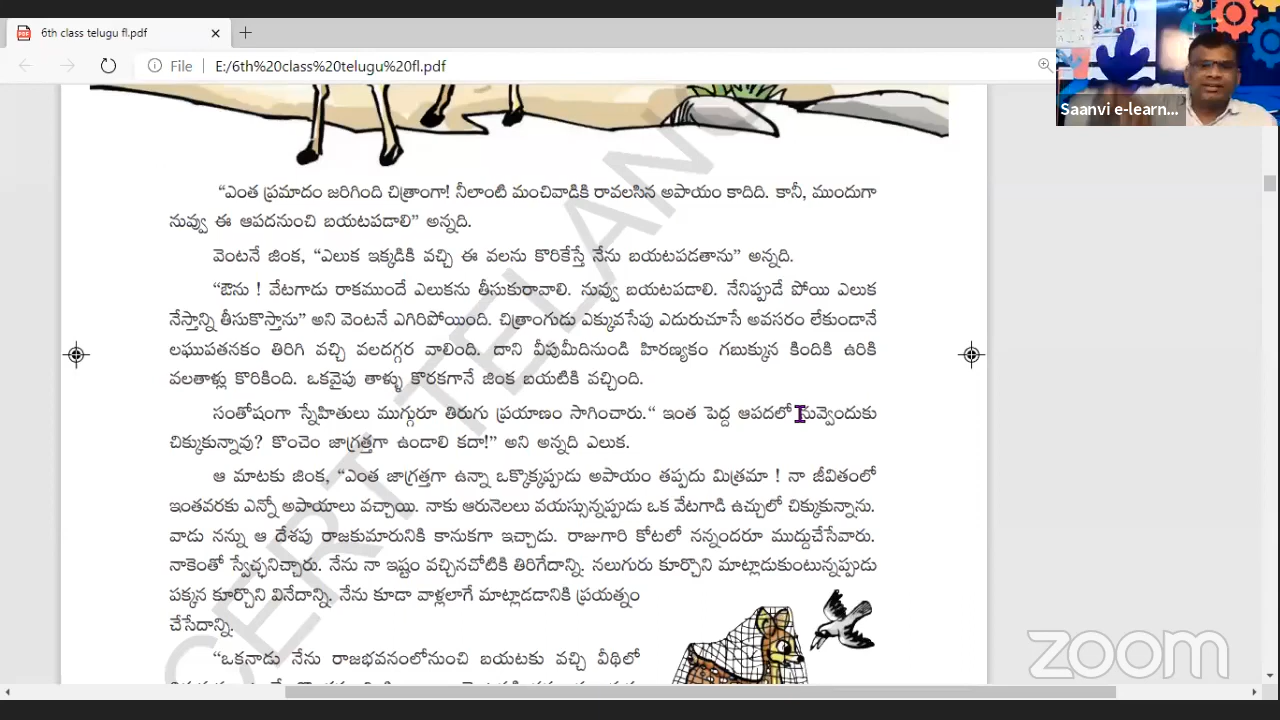 6th class telugu fl.pdf
File
E:/6th%20class%20telugu%20fl.pdf
Saanvi e-learn...
“ఎంత ప్రమాదం జరిగింది చిత్రాంగా! నీలాంటి మంచివాడికి రావలసిన అపాయం కాదిది. కానీ, ముందుగా
నువ్వు ఈ ఆపదనుంచి బయటపడాలి” అన్నది.
వెంటనే జింక, “ఎలుక ఇక్కడికి వచ్చి ఈ వలను కొరికేస్తే నేను బయటపడతాను” అన్నది.
“ఔను ! వేటగాడు రాకముందే ఎలుకను తీసుకురావాలి. నువ్వు బయటపడాలి. నేనిప్పుడే పోయి ఎలుక
నేస్తాన్ని తీసుకొస్తాను” అని వెంటనే ఎగిరిపోయింది. చిత్రాంగుడు ఎక్కువసేపు ఎదురుచూసే అవసరం లేకుండానే
లఘుపతనకం తిరిగి వచ్చి వలదగ్గర వాలింది. దాని వీపుమీదినుండి హిరణ్యకం గబుక్కున కిందికి ఉరికి
వలతాళ్లు కొరికింది. ఒకవైపు తాళ్ళు కొరకగానే జింక బయటికి వచ్చింది.
సంతోషంగా స్నేహితులు ముగ్గురూ తిరుగు ప్రయాణం సాగించారు.“ ఇంత పెద్ద ఆపదలో నువ్వెందుకు
చిక్కుకున్నావు? కొంచెం జాగ్రత్తగా ఉండాలి కదా!” అని అన్నది ఎలుక.
ఆ మాటకు జింక, “ఎంత జాగ్రత్తగా ఉన్నా ఒక్కొక్కప్పుడు అపాయం తప్పదు మిత్రమా ! నా జీవితంలో
ఇంతవరకు ఎన్నో అపాయాలు వచ్చాయి. నాకు ఆరునెలలు వయస్సున్నప్పుడు ఒక వేటగాడి ఉచ్చులో చిక్కుకున్నాను.
వాడు నన్ను ఆ దేశపు రాజకుమారునికి కానుకగా ఇచ్చాడు. రాజుగారి కోటలో నన్నందరూ ముద్దుచేసేవారు.
నాకెంతో స్వేచ్ఛనిచ్చారు. నేను నా ఇష్టం వచ్చినచోటికి తిరిగేదాన్ని. నలుగురు కూర్చొని మాట్లాడుకుంటున్నప్పుడు
పక్కన కూర్చొని వినేదాన్ని. నేను కూడా వాళ్లలాగే మాట్లాడడానికి ప్రయత్నం
చేసేదాన్ని.
“ఒకనాడు నేను రాజభవనంలోనుంచి బయటకు వచ్చి వీథిలో
CERT TELAN
zoom